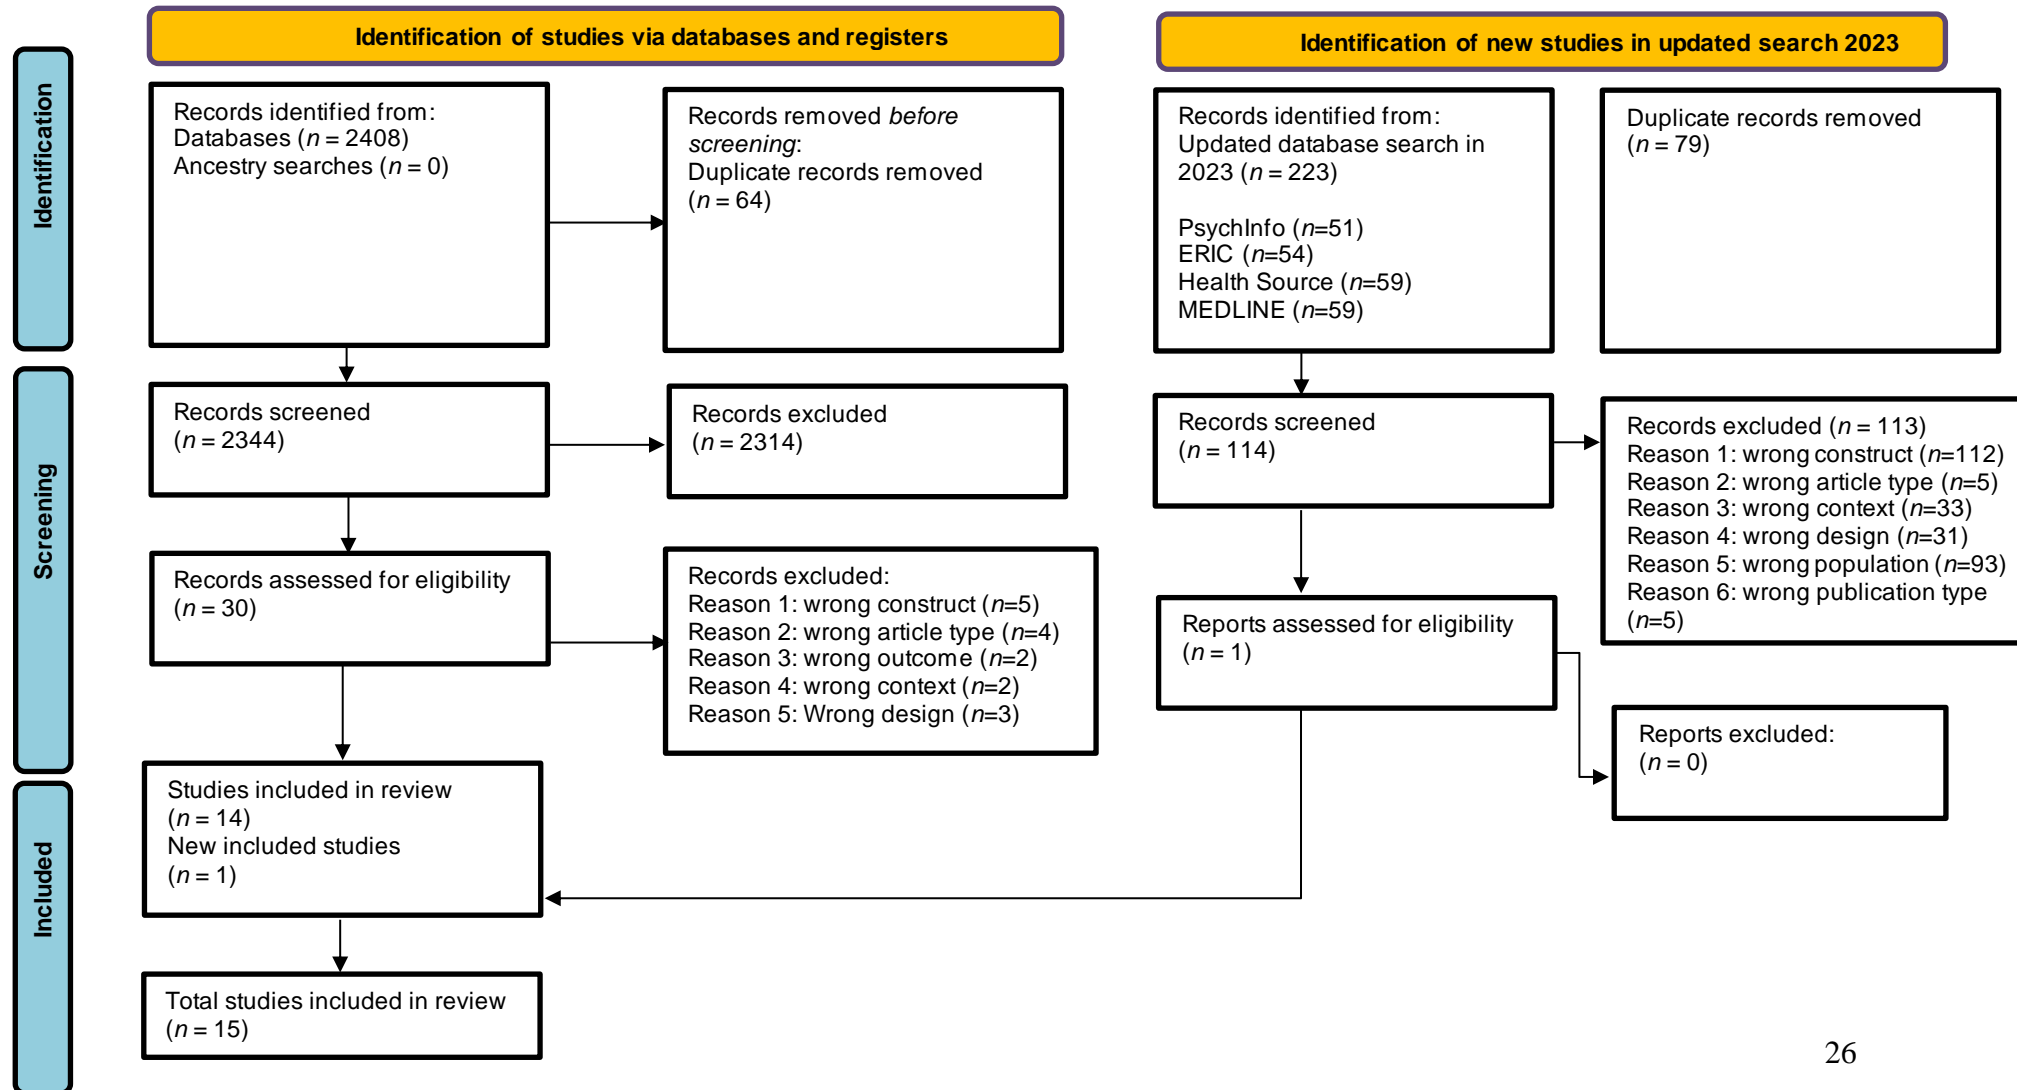 Identification of studies via databases and registers
Identification of new studies in updated search 2023
Identification
Records identified from:
Databases (n = 2408)
Ancestry searches (n = 0)
Records removed before
screening:
Duplicate records removed
(n = 64)
Records identified from:
Updated database search in
2023 (n = 223)
PsychInfo (n=51)
ERIC (n=54)
Health Source (n=59)
MEDLINE (n=59)
Duplicate records removed
(n = 79)
Screening
Records screened
(n = 2344)
Records excluded
(n = 2314)
Records screened
(n = 114)
Records excluded (n = 113)
Reason 1: wrong construct (n=112)
Reason 2: wrong article type (n=5)
Reason 3: wrong context (n=33)
Reason 4: wrong design (n=31)
Reason 5: wrong population (n=93)
Reason 6: wrong publication type
(n=5)
Records assessed for eligibility
(n = 30)
Records excluded:
Reason 1: wrong construct (n=5)
Reason 2: wrong article type (n=4)
Reason 3: wrong outcome (n=2)
Reason 4: wrong context (n=2)
Reason 5: Wrong design (n=3)
Reports assessed for eligibility
(n = 1)
Reports excluded:
(n = 0)
Included
Studies included in review
(n = 14)
New included studies
(n = 1)
Total studies included in review
(n = 15)
26